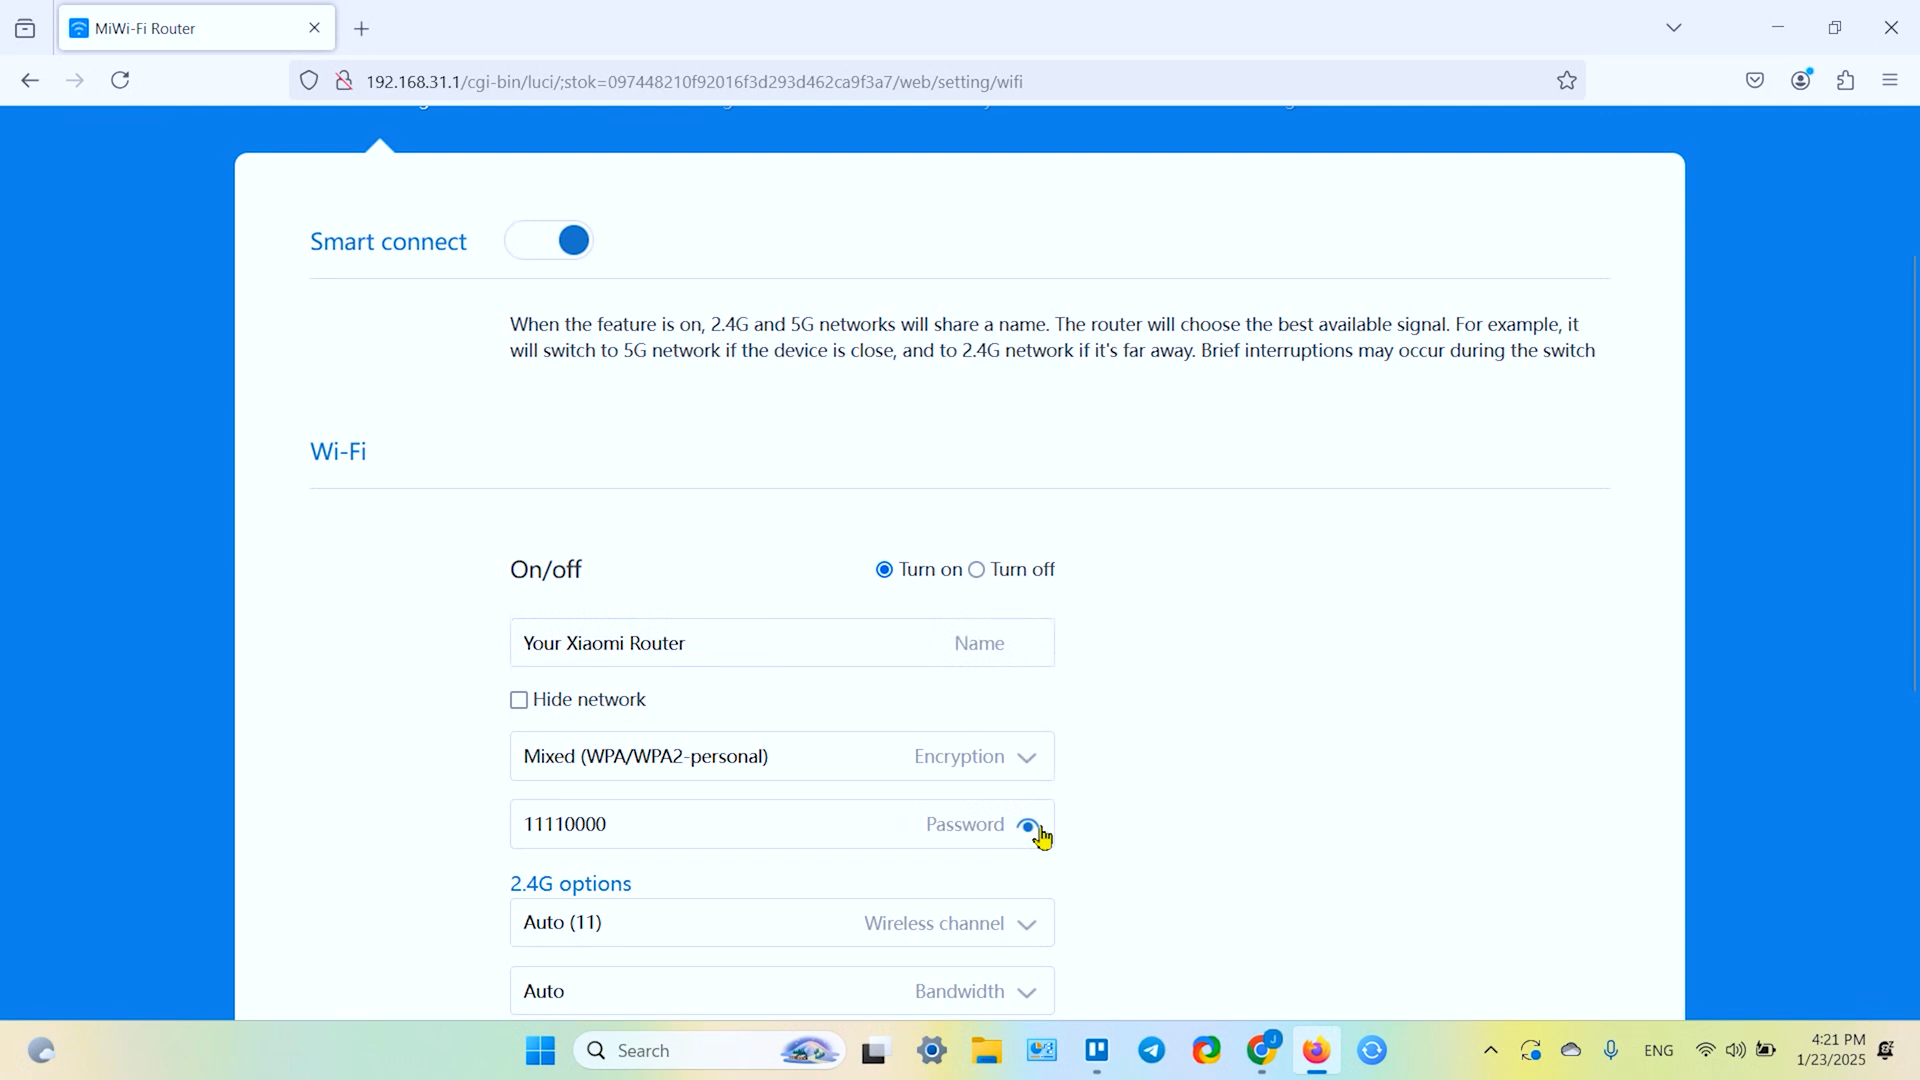 MiWi-Fi Router
192.168.31.1/cgi-bin/luci/;stok=097448210f92016f3d293d462ca9f3a7/web/setting/wifi
Smart connect
When the feature is on, 2.4G and 5G networks will share a name. The router will choose the best available signal. For example, it
will switch to 5G network if the device is close, and to 2.4G network if it's far away. Brief interruptions may occur during the switch
Wi-Fi
On/off Turn on Turn off
Your Xiaomi Router Name
Hide network
Mixed (WPA/WPA2-personal) Encryption
11110000 Password
2.4G options
Auto (11) Wireless channel
Auto Bandwidth
Search J ENG 4:21 PM
1/23/2025